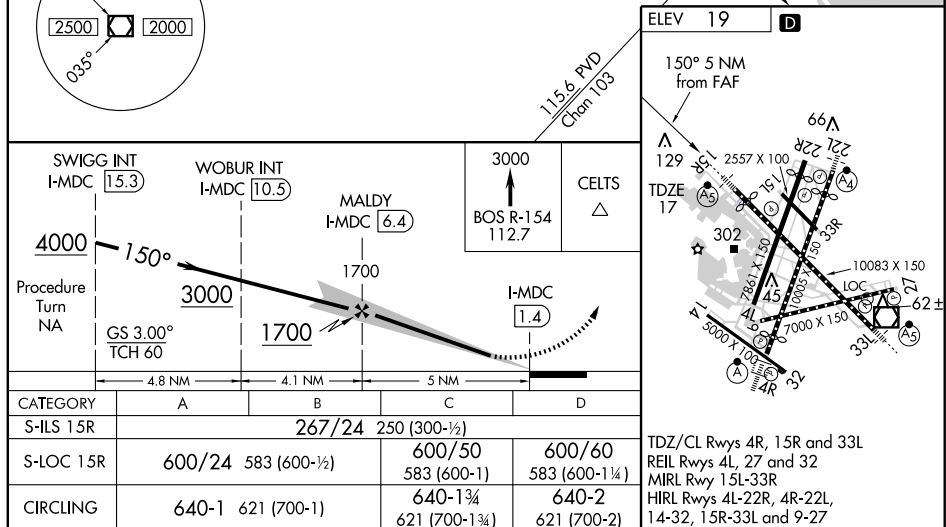 2500 2000
035°
115.6 PVD
Chan 103
SWIGG INT
I-MDC 15.3
WOBUR INT
I-MDC 10.5
MALDY
I-MDC 6.4
3000
BOS R-154
112.7
CELTS
4000
150°
1700
I-MDC
1.4
Procedure
Turn
NA
3000
1700
GS 3.00°
TCH 60
4.8 NM 4.1 NM 5 NM
CATEGORY A B C D
S-ILS 15R 267/24 250 (300-½)
S-LOC 15R 600/24 583 (600-½) 600/50 583 (600-1) 600/60 583 (600-1¼)
CIRCLING 640-1 621 (700-1) 640-1¾ 621 (700-1¾) 640-2 621 (700-2)
ELEV 19 D
150° 5 NM
from FAF
66
22L
22R
129
15R
2557 X 100
15L
P
A4
TDZE
17
A5
33R
302
7861 X 150
10005 X 150
10083 X 150
LOC
27
62±
45
4L
9
7000 X 150
14
5000 X 100
33L
A5
A
4R
32
TDZ/CL Rwys 4R, 15R and 33L
REIL Rwys 4L, 27 and 32
MIRL Rwy 15L-33R
HIRL Rwys 4L-22R, 4R-22L,
14-32, 15R-33L and 9-27